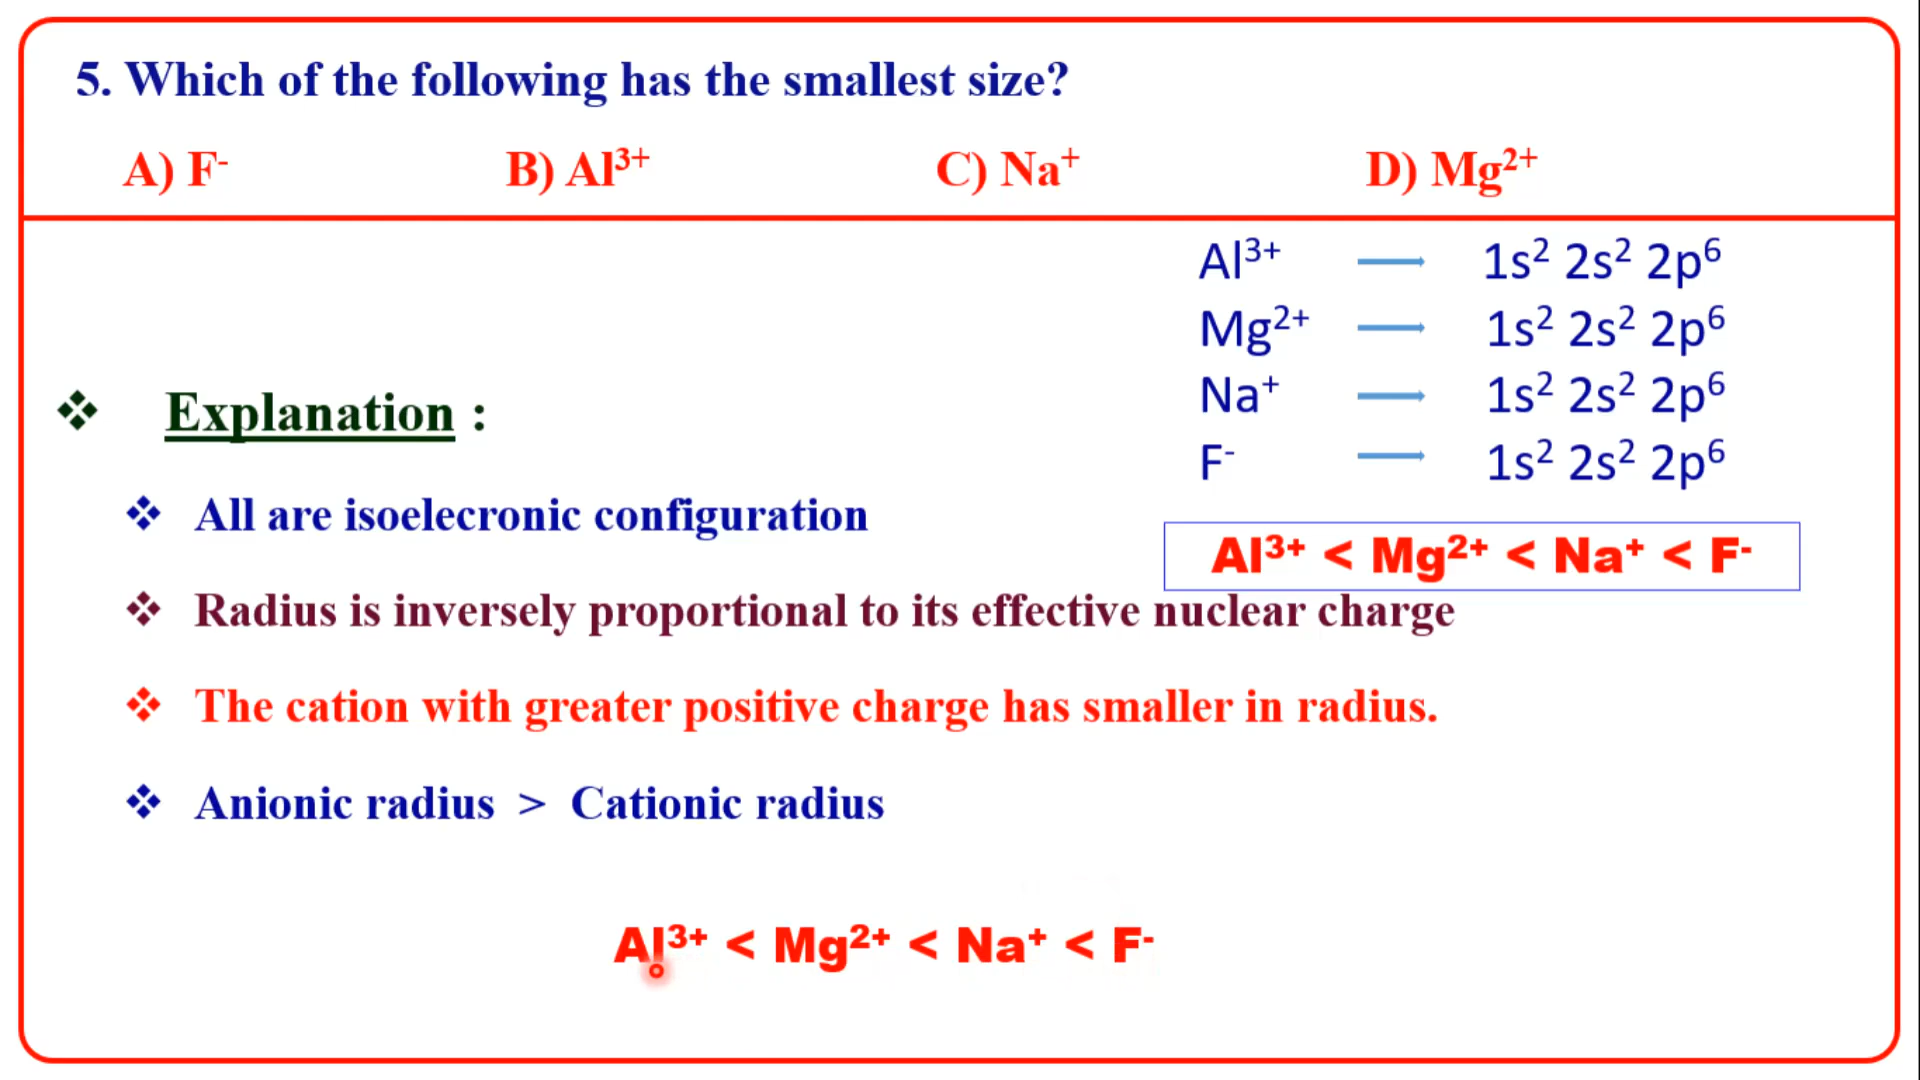 5. Which of the following has the smallest size?
A) F⁻ B) Al³⁺ C) Na⁺ D) Mg²⁺
Al³⁺ → 1s² 2s² 2p⁶
Mg²⁺ → 1s² 2s² 2p⁶
Na⁺ → 1s² 2s² 2p⁶
F⁻ → 1s² 2s² 2p⁶
Al³⁺ < Mg²⁺ < Na⁺ < F⁻
❖ Explanation :
❖ All are isoelecronic configuration
❖ Radius is inversely proportional to its effective nuclear charge
❖ The cation with greater positive charge has smaller in radius.
❖ Anionic radius > Cationic radius
Al³⁺ < Mg²⁺ < Na⁺ < F⁻